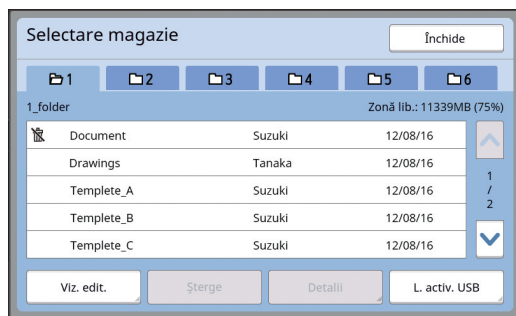 Selectare magazie
Închide
1 2 3 4 5 6
1_folder
Zonă lib.: 11339MB (75%)
Document Suzuki 12/08/16
Drawings Tanaka 12/08/16
Templete_A Suzuki 12/08/16
Templete_B Suzuki 12/08/16
Templete_C Suzuki 12/08/16
1
/
2
Viz. edit.
Şterge
Detalii
L. activ. USB